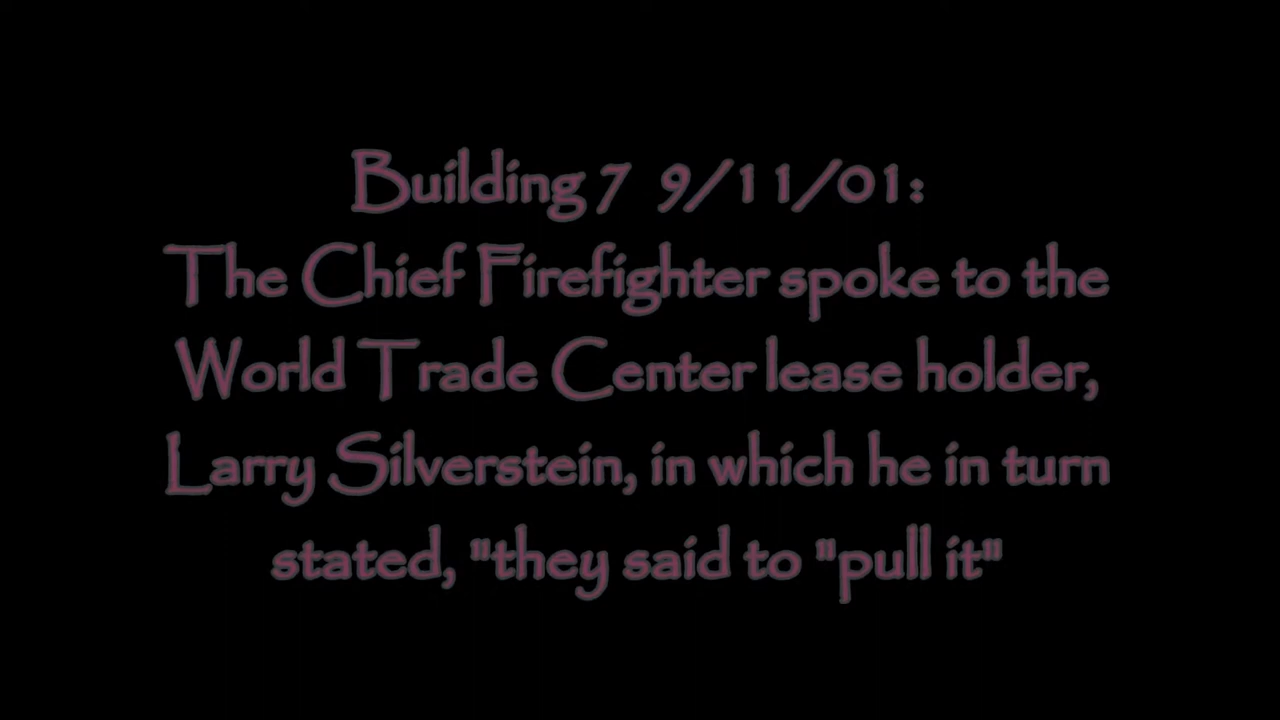 Building 7 9/11/01:
The Chief Firefighter spoke to the
World Trade Center lease holder,
Larry Silverstein, in which he in turn
stated, "they said to "pull it"